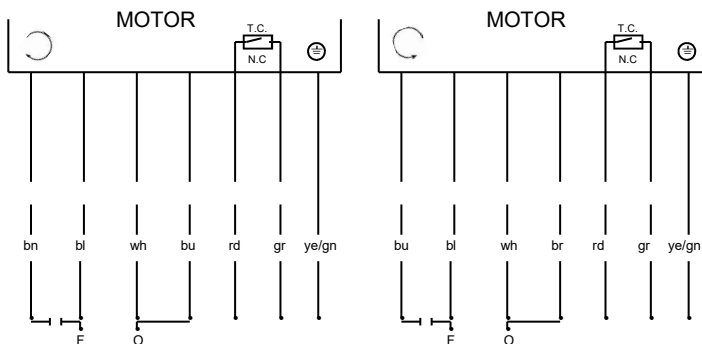 MOTOR
T.C.
N.C
bn bl wh bu rd gr ye/gn
F O
MOTOR
T.C.
N.C
bu bl wh br rd gr ye/gn
F O